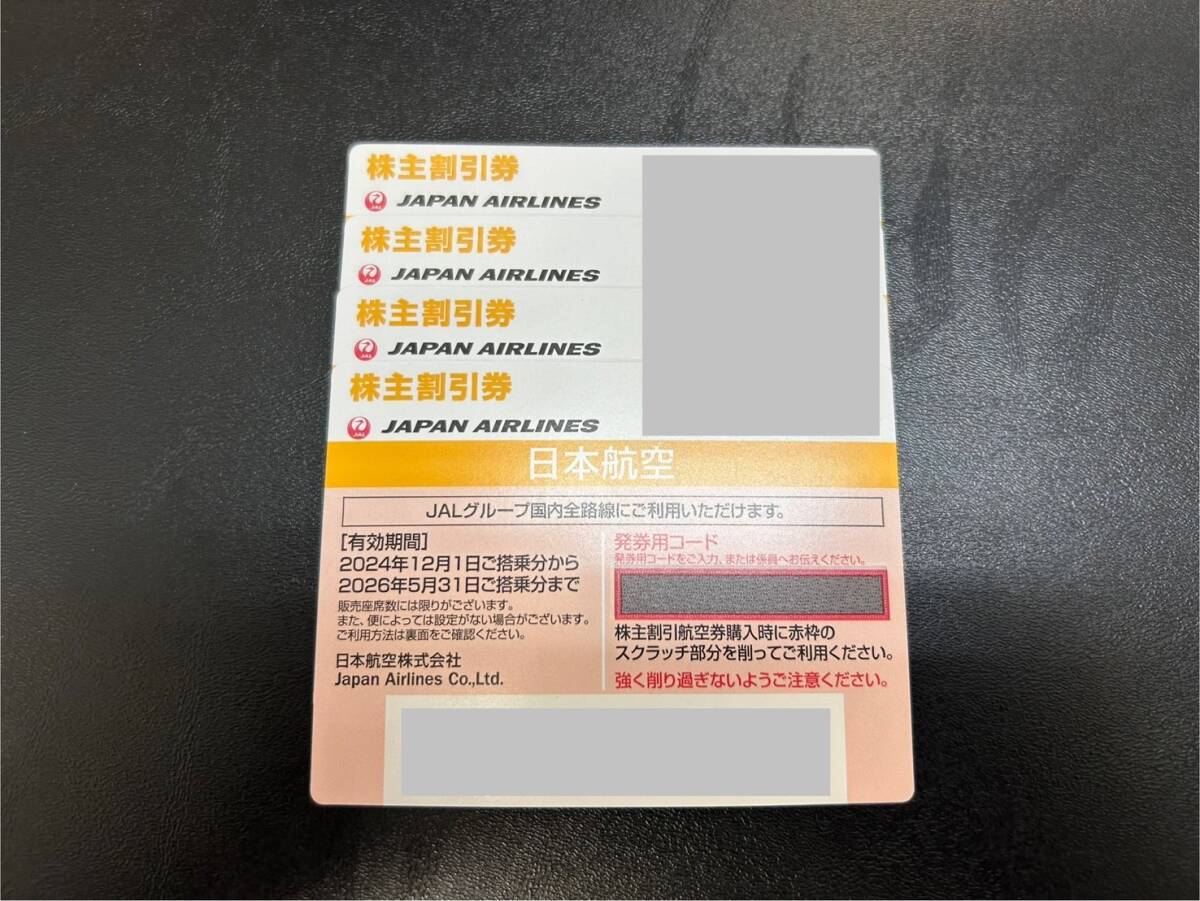 株主割引券
JAL JAPAN AIRLINES
株主割引券
JAL JAPAN AIRLINES
株主割引券
JAL JAPAN AIRLINES
株主割引券
JAL JAPAN AIRLINES
日本航空
JALグループ国内全路線にご利用いただけます。
[有効期間]
2024年12月1日ご搭乗分から
2026年5月31日ご搭乗分まで
販売座席数には限りがございます。
また、便によっては設定がない場合がございます。
ご利用方法は裏面をご確認ください。
日本航空株式会社
Japan Airlines Co.,Ltd.
発券用コード
発券用コードをご入力、または係員へお伝えください。
株主割引航空券購入時に赤枠の
スクラッチ部分を削ってご利用ください。
強く削り過ぎないようご注意ください。